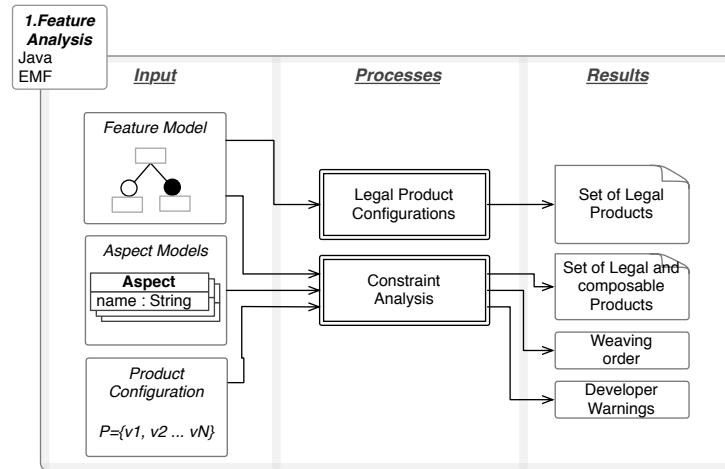 1.Feature
Analysis
Java
EMF
Input
Processes
Results
Feature Model
Legal Product
Configurations
Set of Legal
Products
Aspect Models
Aspect
name : String
Constraint
Analysis
Set of Legal and
composable
Products
Weaving
order
Product
Configuration
P={v1, v2 ... vN}
Developer
Warnings